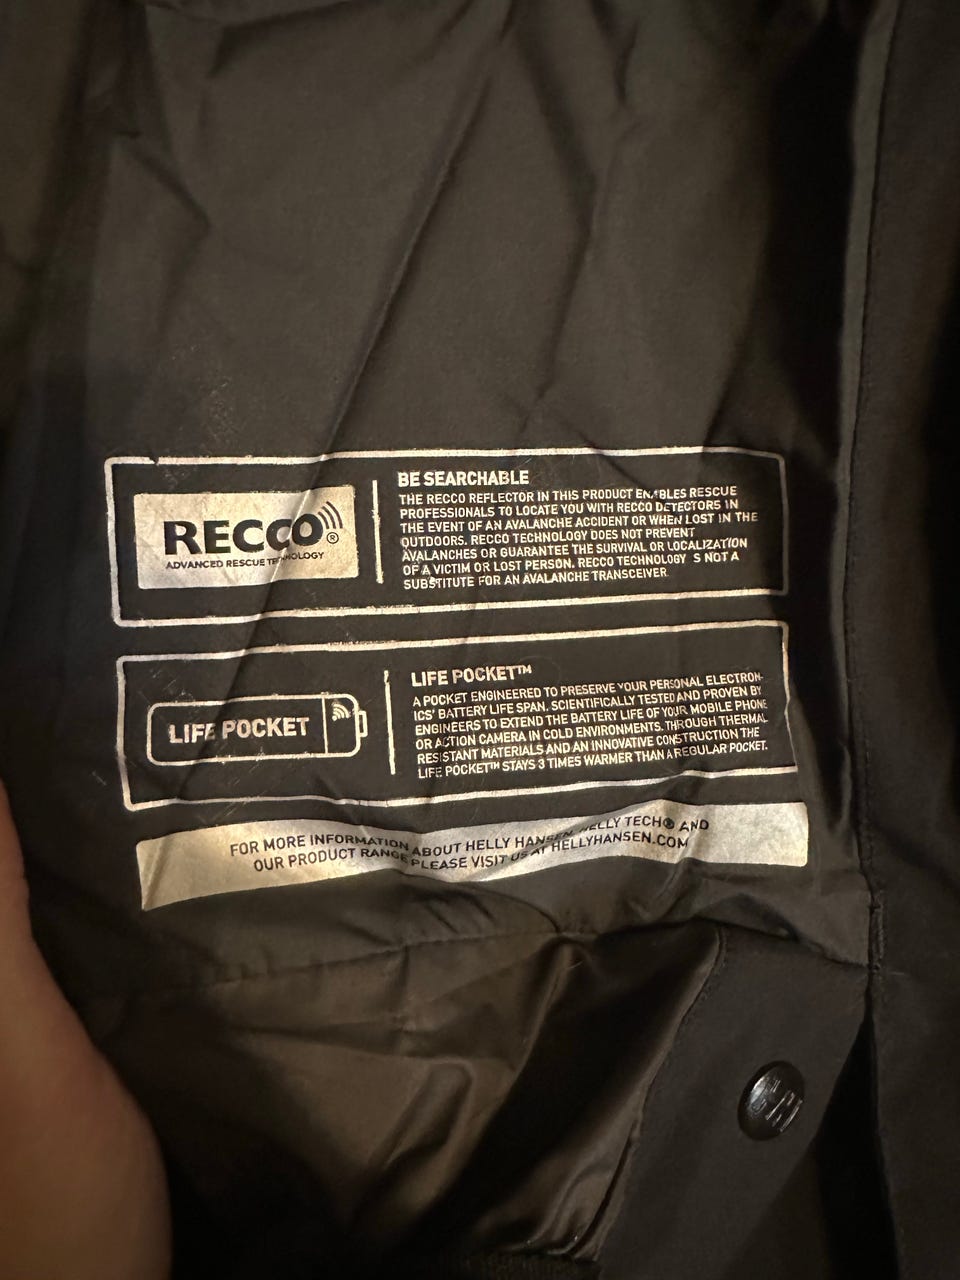 RECCO®
ADVANCED RESCUE TECHNOLOGY
BE SEARCHABLE
THE RECCO REFLECTOR IN THIS PRODUCT ENABLES RESCUE
PROFESSIONALS TO LOCATE YOU WITH RECCO DETECTORS IN
THE EVENT OF AN AVALANCHE ACCIDENT OR WHEN LOST IN THE
OUTDOORS. RECCO TECHNOLOGY DOES NOT PREVENT
AVALANCHES OR GUARANTEE THE SURVIVAL OR LOCALIZATION
OF A VICTIM OR LOST PERSON. RECCO TECHNOLOGY IS NOT A
SUBSTITUTE FOR AN AVALANCHE TRANSCEIVER
LIFE POCKET
LIFE POCKET™
A POCKET ENGINEERED TO PRESERVE YOUR PERSONAL ELECTRON-
ICS' BATTERY LIFE SPAN. SCIENTIFICALLY TESTED AND PROVEN BY
ENGINEERS TO EXTEND THE BATTERY LIFE OF YOUR MOBILE PHONE
OR ACTION CAMERA IN COLD ENVIRONMENTS. THROUGH THERMAL
RESISTANT MATERIALS AND AN INNOVATIVE CONSTRUCTION THE
LIFE POCKET™ STAYS 3 TIMES WARMER THAN A REGULAR POCKET.
FOR MORE INFORMATION ABOUT HELLY HANSEN, HELLY TECH® AND
OUR PRODUCT RANGE PLEASE VISIT US AT HELLYHANSEN.COM
HH